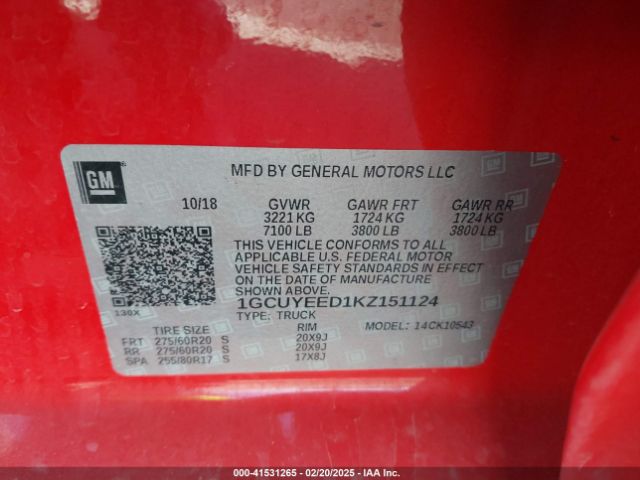 GM
MFD BY GENERAL MOTORS LLC
10/18 GVWR GAWR FRT GAWR RR
3221 KG 1724 KG 1724 KG
7100 LB 3800 LB 3800 LB
THIS VEHICLE CONFORMS TO ALL
APPLICABLE U.S. FEDERAL MOTOR
VEHICLE SAFETY STANDARDS IN EFFECT
ON THE DATE OF MANUFACTURE
SHOWN ABOVE.
1GCUYEED1KZ151124
130X
TYPE: TRUCK MODEL: 14CK10543
TIRE SIZE RIM
FRT 275/60R20 S 20X9J
RR 275/60R20 S 20X9J
SPA 255/80R17 S 17X8J
000-41531265 - 02/20/2025 - IAA Inc.